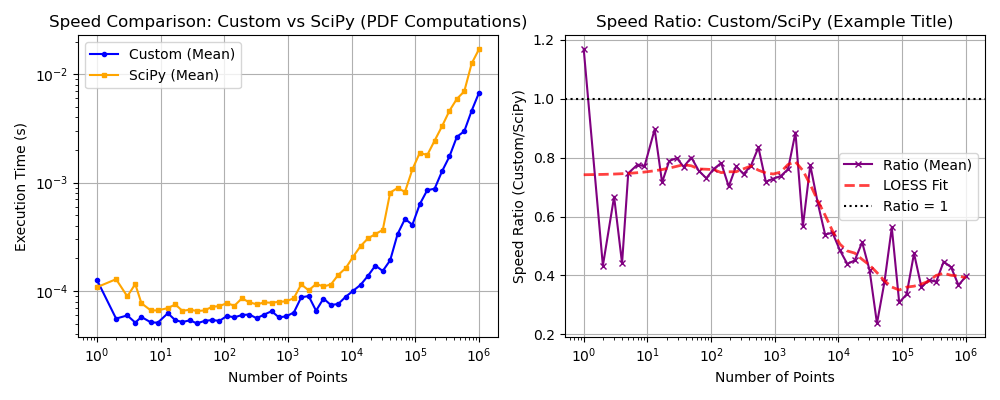 Speed Comparison: Custom vs SciPy (PDF Computations)
Custom (Mean)
SciPy (Mean)
Execution Time (s)
10⁻²
10⁻³
10⁻⁴
10⁰ 10¹ 10² 10³ 10⁴ 10⁵ 10⁶
Number of Points
Speed Ratio: Custom/SciPy (Example Title)
Speed Ratio (Custom/SciPy)
1.2
1.0
0.8
0.6
0.4
0.2
Ratio (Mean)
LOESS Fit
Ratio = 1
10⁰ 10¹ 10² 10³ 10⁴ 10⁵ 10⁶
Number of Points